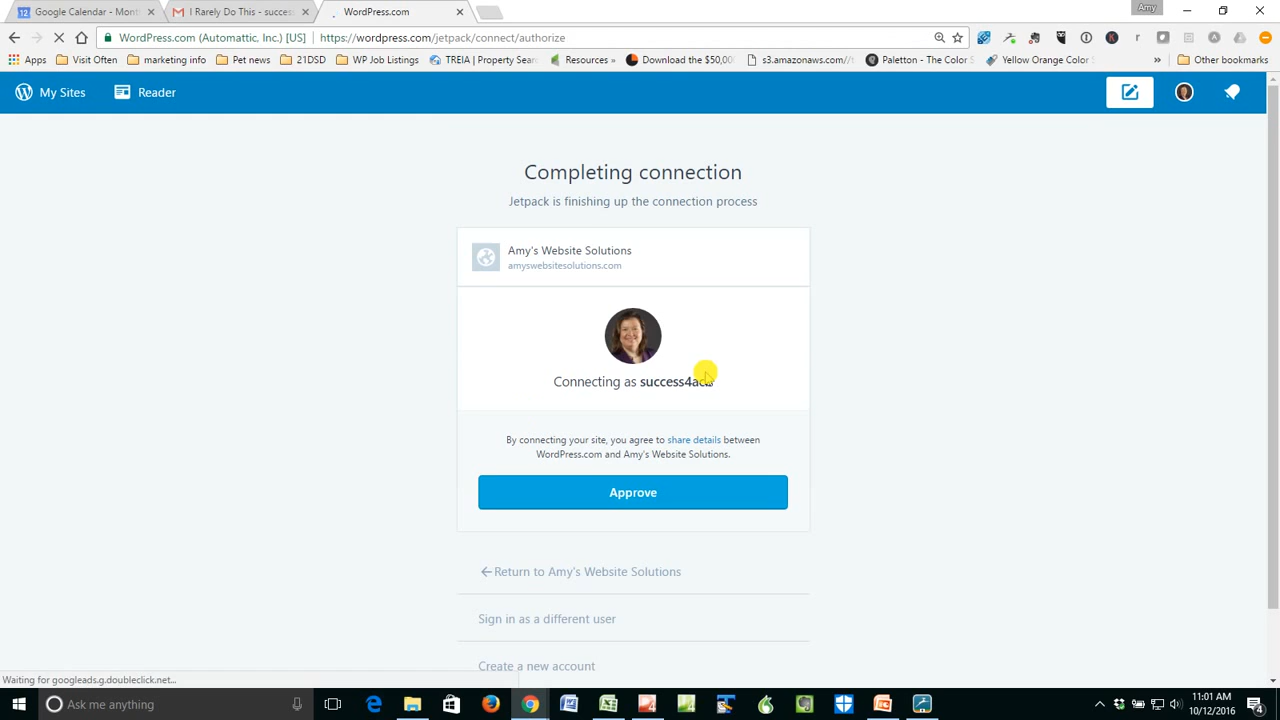 Google Calendar - Mont
I Rarely Do This - success
WordPress.com
Amy
WordPress.com (Automattic, Inc.) [US]
https://wordpress.com/jetpack/connect/authorize
Apps
Visit Often
marketing info
Pet news
21DSD
WP Job Listings
TREIA | Property Sear
Resources »
Download the $50,00
s3.amazonaws.com//t
Paletton - The Color S
Yellow Orange Color S
»
Other bookmarks
My Sites
Reader
Completing connection
Jetpack is finishing up the connection process
Amy's Website Solutions
amyswebsitesolutions.com
Connecting as
By connecting your site, you agree to share details between
WordPress.com and Amy's Website Solutions.
Approve
Return to Amy's Website Solutions
Sign in as a different user
Create a new account
Waiting for googleads.g.doubleclick.net...
Ask me anything
11:01 AM
10/12/2016